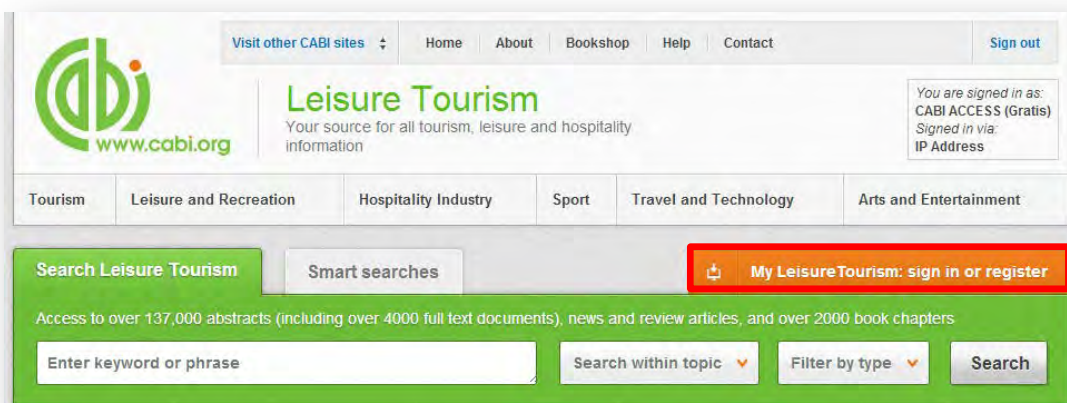 Visit other CABI sites Home About Bookshop Help Contact Sign out
cabi
www.cabi.org
Leisure Tourism
Your source for all tourism, leisure and hospitality
information
You are signed in as:
CABI ACCESS (Gratis)
Signed in via:
IP Address
Tourism Leisure and Recreation Hospitality Industry Sport Travel and Technology Arts and Entertainment
Search Leisure Tourism Smart searches My LeisureTourism: sign in or register
Access to over 137,000 abstracts (including over 4000 full text documents), news and review articles, and over 2000 book chapters
Enter keyword or phrase Search within topic Filter by type Search